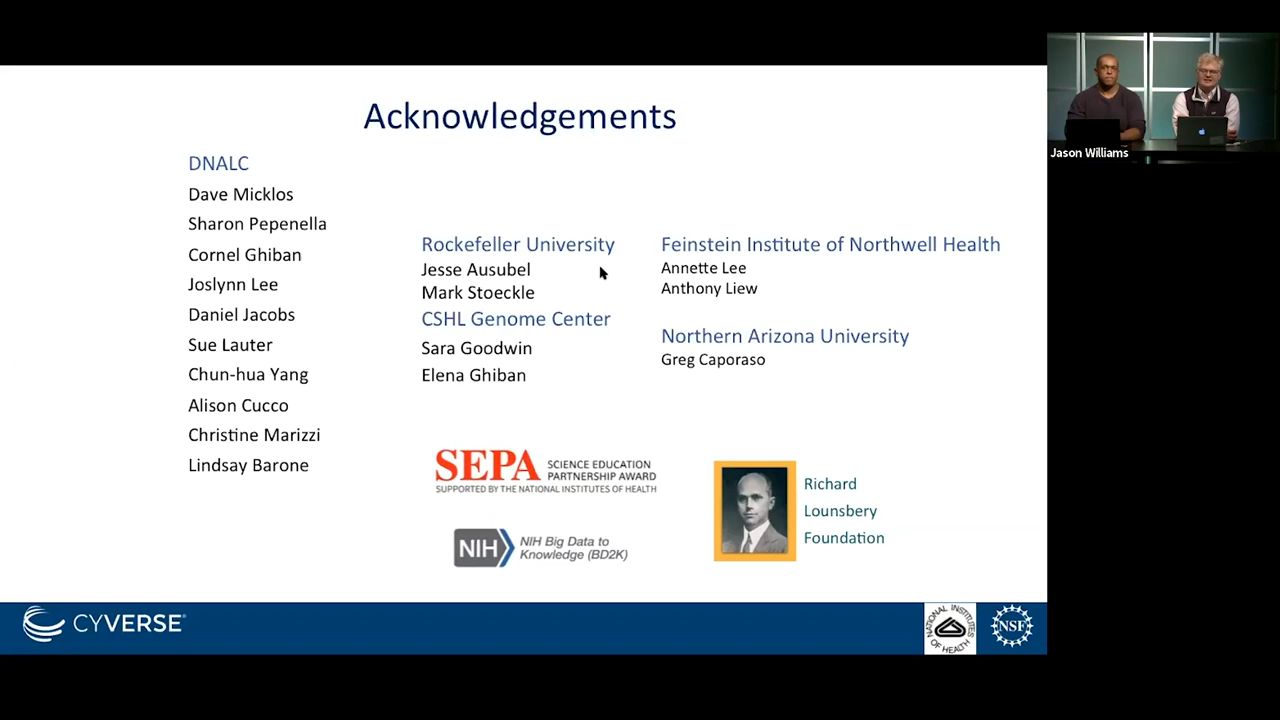 Acknowledgements
DNALC
Dave Micklos
Sharon Pepenella
Cornel Ghiban
Joslynn Lee
Daniel Jacobs
Sue Lauter
Chun-hua Yang
Alison Cucco
Christine Marizzi
Lindsay Barone
Rockefeller University
Jesse Ausubel
Mark Stoeckle
CSHL Genome Center
Sara Goodwin
Elena Ghiban
Feinstein Institute of Northwell Health
Annette Lee
Anthony Liew
Northern Arizona University
Greg Caporaso
SEPA SCIENCE EDUCATION
PARTNERSHIP AWARD
SUPPORTED BY THE NATIONAL INSTITUTES OF HEALTH
NIH NIH Big Data to
Knowledge (BD2K)
Richard
Lounsbery
Foundation
CYVERSE®
NATIONAL INSTITUTES OF HEALTH
NSF
Jason Williams